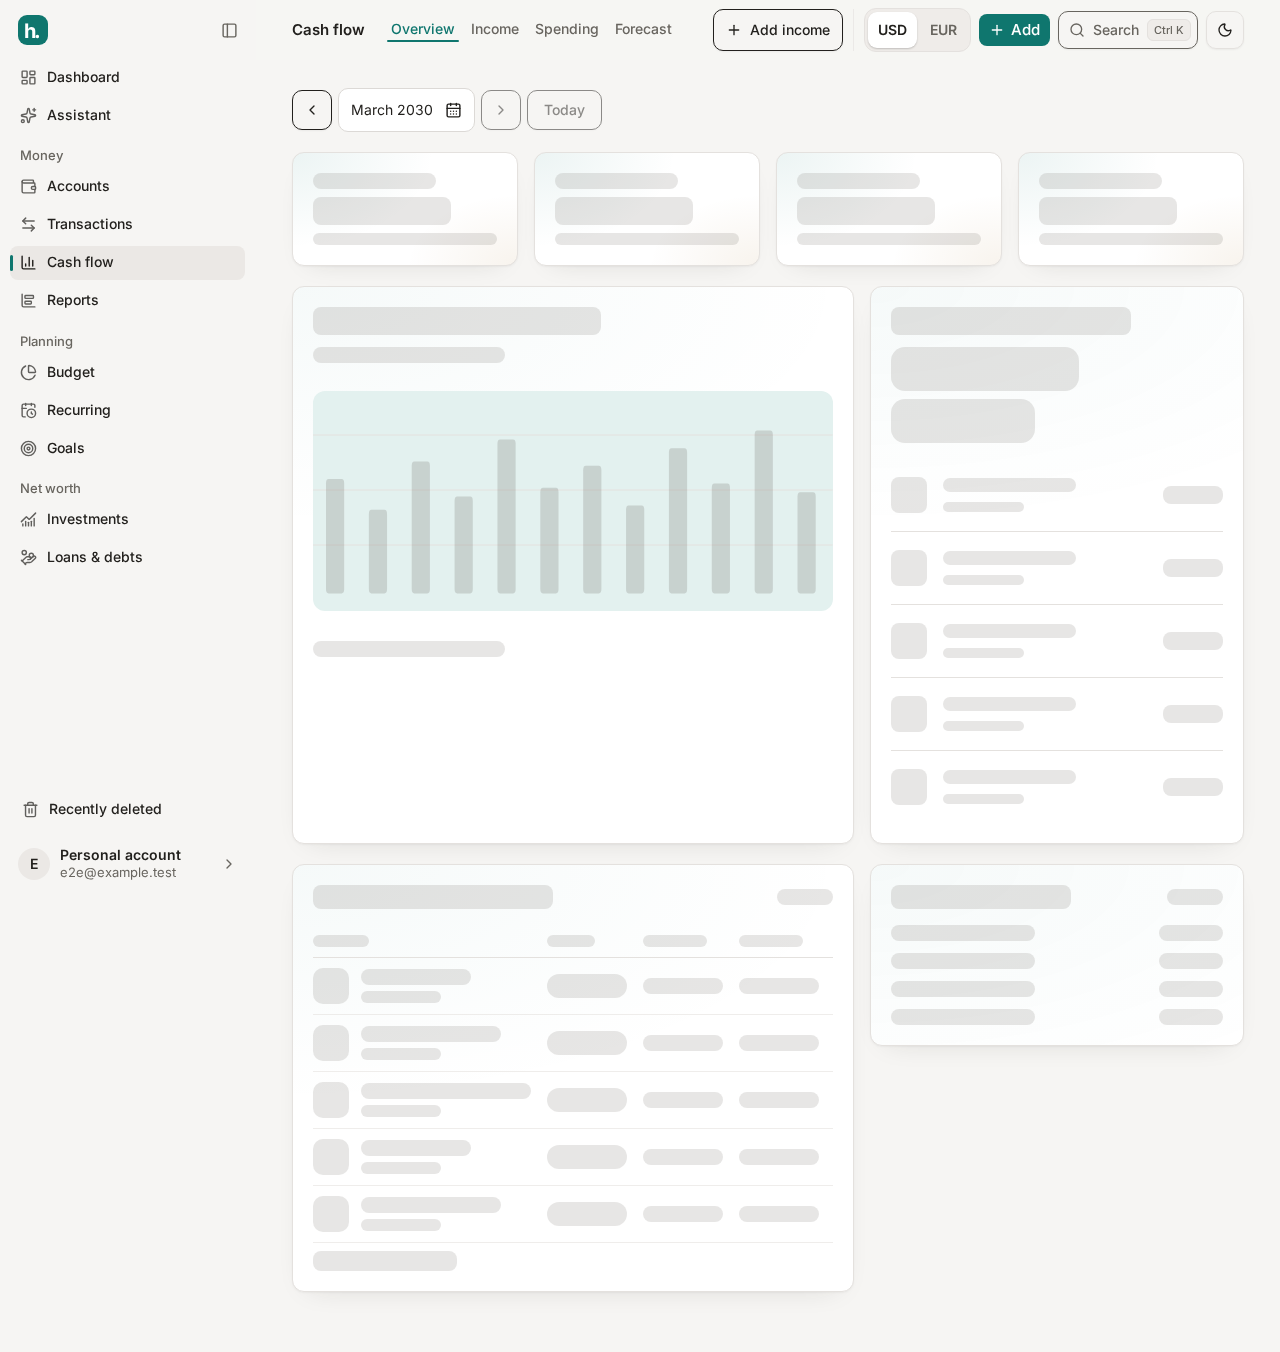 h.
Dashboard
Assistant
Money
Accounts
Transactions
Cash flow
Reports
Planning
Budget
Recurring
Goals
Net worth
Investments
Loans & debts
Recently deleted
E
Personal account
e2e@example.test
Cash flow
Overview
Income
Spending
Forecast
Add income
USD
EUR
Add
Search
Ctrl K
March 2030
Today